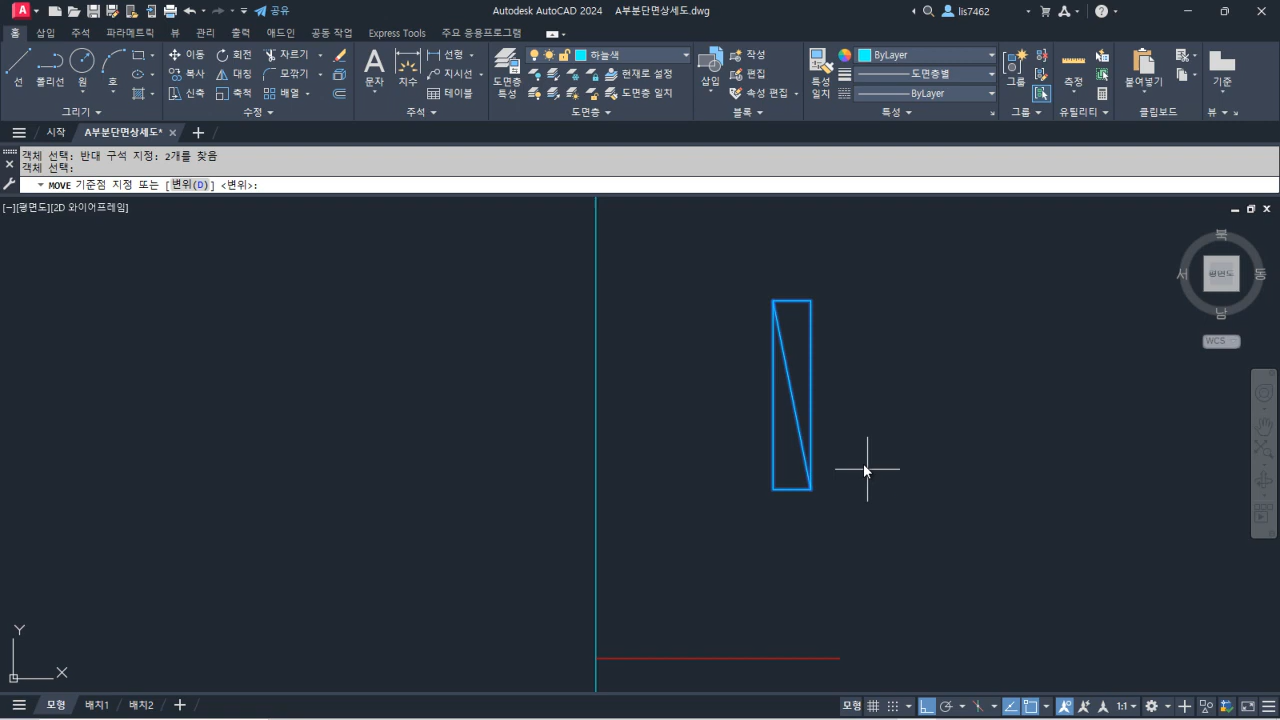 공유
Autodesk AutoCAD 2024 A부분단면상세도.dwg
lis7462
홈 삽입 주석 파라메트릭 뷰 관리 출력 애드인 공동 작업 Express Tools 주요 응용프로그램
선 폴리선 원 호
이동 회전 자르기
복사 대칭 모깎기
신축 축척 배열
문자 치수
선형
지시선
테이블
도면층 특성
하늘색
현재로 설정
도면층 일치
삽입
작성
편집
속성 편집
특성 일치
ByLayer
도면층별
ByLayer
그룹
측정
붙여넣기
기준
그리기 수정 주석 도면층 블록 특성 그룹 유틸리티 클립보드 뷰
시작 A부분단면상세도*
객체 선택: 반대 구석 지정: 2개를 찾음
객체 선택:
MOVE 기준점 지정 또는 [변위(D)] <변위>:
[−][평면도][2D 와이어프레임]
북
서 평면도 동
남
WCS
Y
X
모형 배치1 배치2
모형 1:1